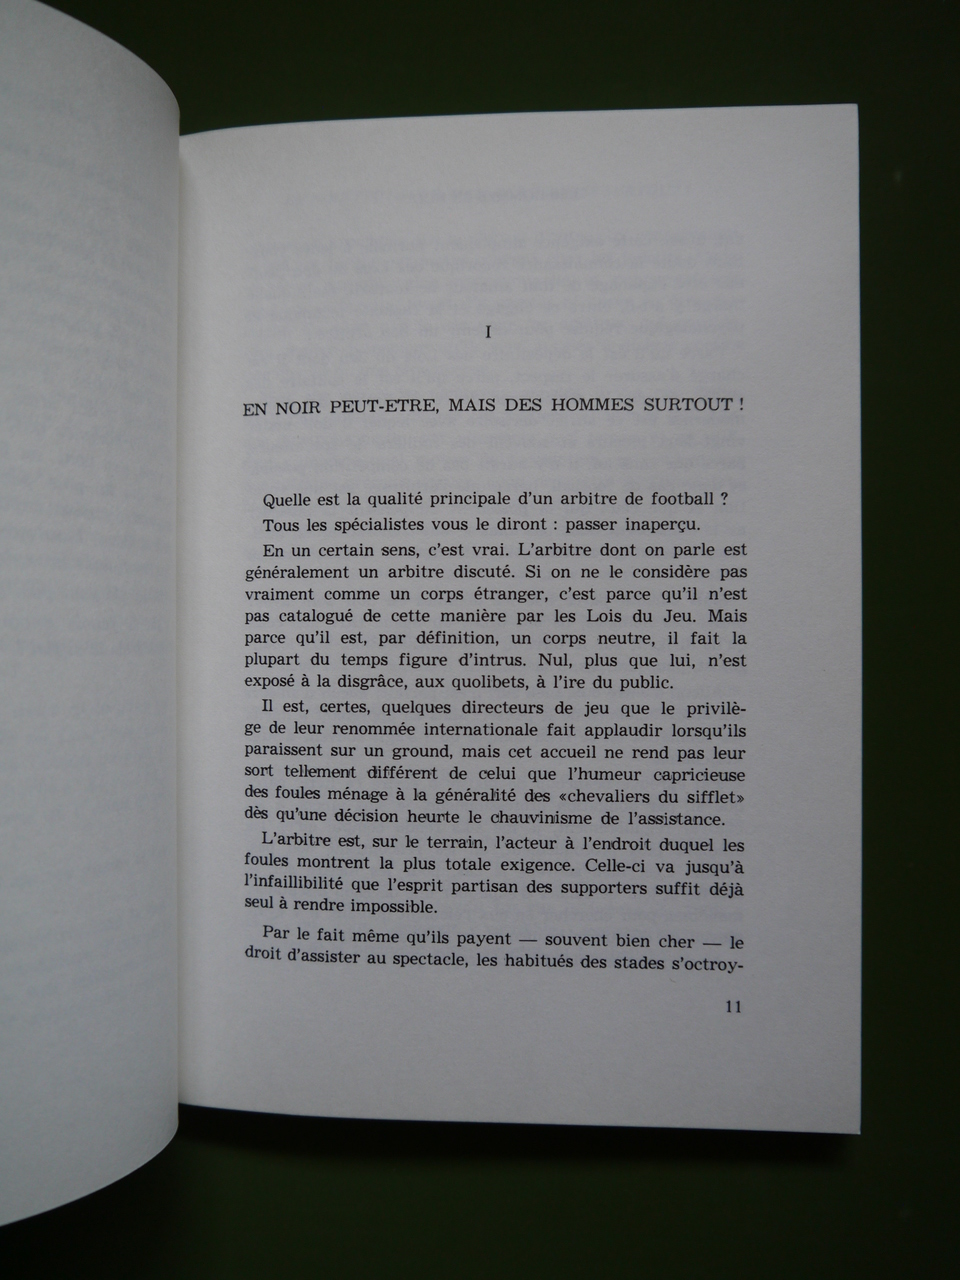 I
EN NOIR PEUT-ETRE, MAIS DES HOMMES SURTOUT !
Quelle est la qualité principale d'un arbitre de football ?
Tous les spécialistes vous le diront : passer inaperçu.
En un certain sens, c'est vrai. L'arbitre dont on parle est
généralement un arbitre discuté. Si on ne le considère pas
vraiment comme un corps étranger, c'est parce qu'il n'est
pas catalogué de cette manière par les Lois du Jeu. Mais
parce qu'il est, par définition, un corps neutre, il fait la
plupart du temps figure d'intrus. Nul, plus que lui, n'est
exposé à la disgrâce, aux quolibets, à l'ire du public.
Il est, certes, quelques directeurs de jeu que le privilè-
ge de leur renommée internationale fait applaudir lorsqu'ils
paraissent sur un ground, mais cet accueil ne rend pas leur
sort tellement différent de celui que l'humeur capricieuse
des foules ménage à la généralité des «chevaliers du sifflet»
dès qu'une décision heurte le chauvinisme de l'assistance.
L'arbitre est, sur le terrain, l'acteur à l'endroit duquel les
foules montrent la plus totale exigence. Celle-ci va jusqu'à
l'infaillibilité que l'esprit partisan des supporters suffit déjà
seul à rendre impossible.
Par le fait même qu'ils payent — souvent bien cher — le
droit d'assister au spectacle, les habitués des stades s'octroy-
11